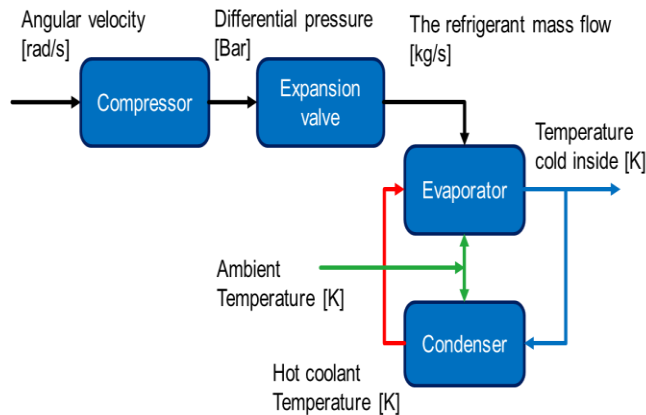 Angular velocity
[rad/s]
Differential pressure
[Bar]
The refrigerant mass flow
[kg/s]
Compressor
Expansion
valve
Temperature
cold inside [K]
Evaporator
Ambient
Temperature [K]
Condenser
Hot coolant
Temperature [K]